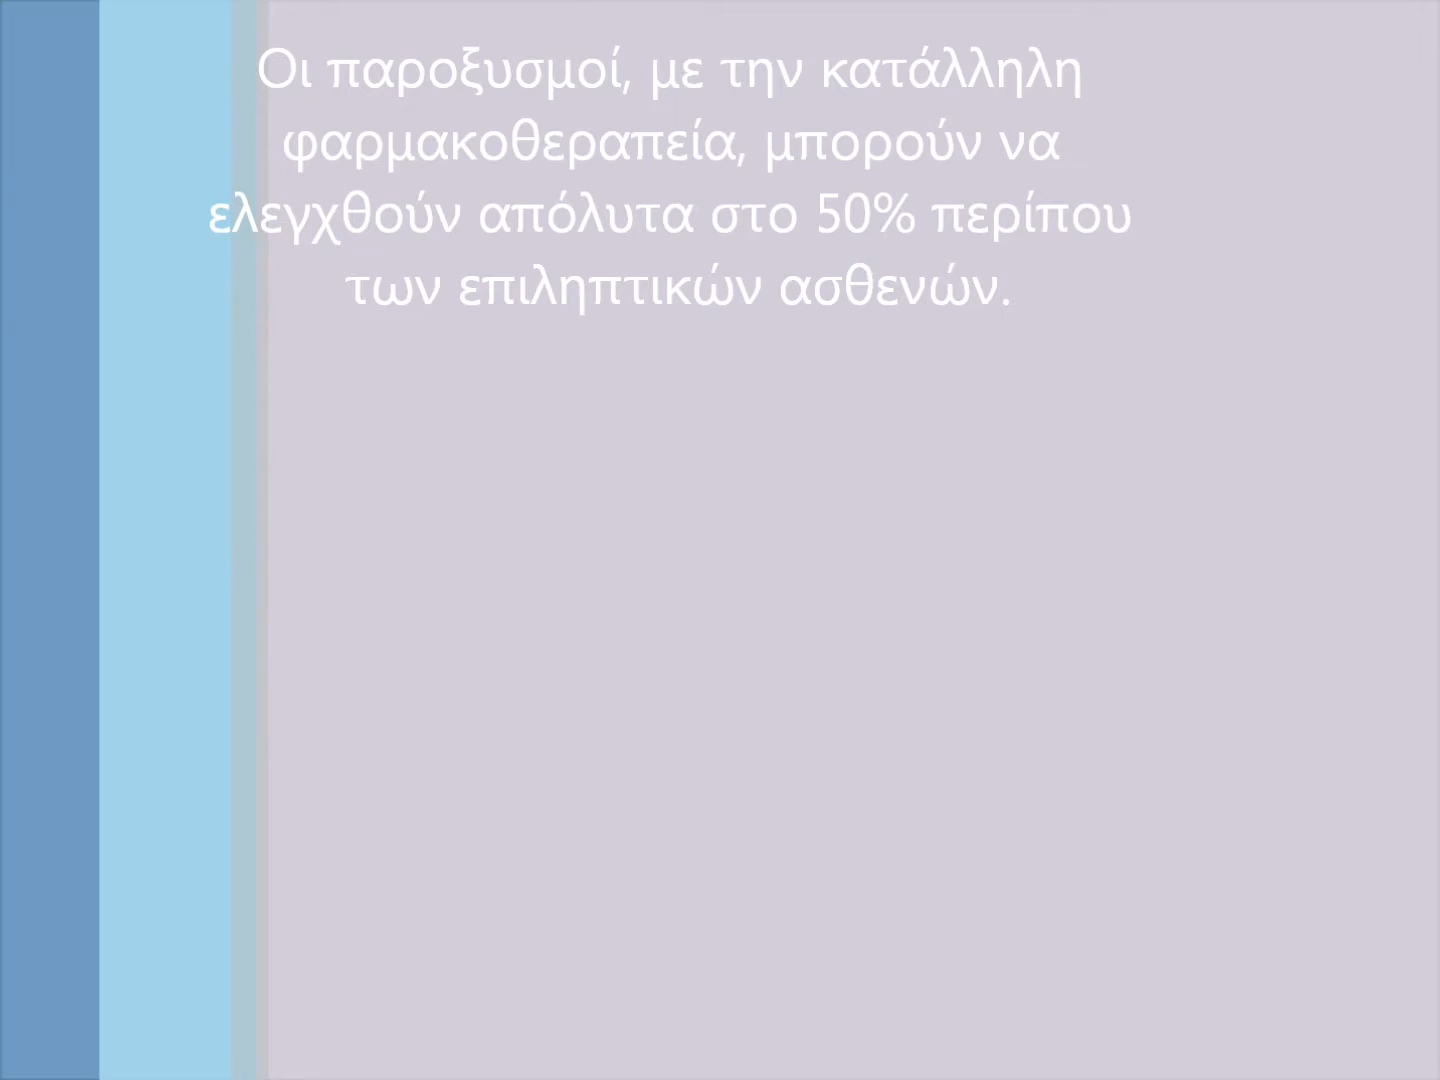 Οι παροξυσμοί, με την κατάλληλη
φαρμακοθεραπεία, μπορούν να
ελεγχθούν απόλυτα στο 50% περίπου
των επιληπτικών ασθενών.